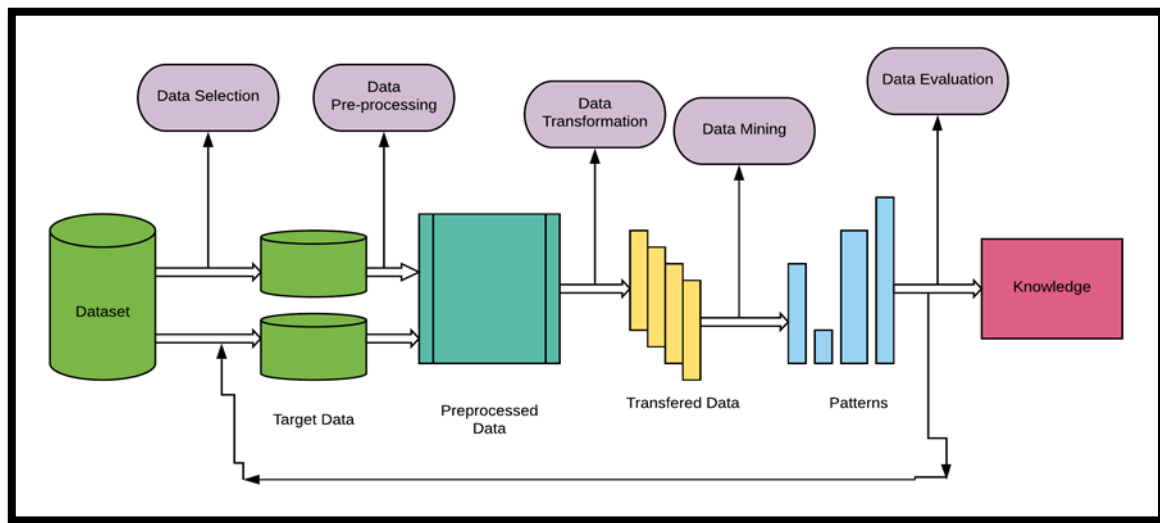 Data Selection
Data
Pre-processing
Data
Transformation
Data Mining
Data Evaluation
Dataset
Knowledge
Target Data
Preprocessed
Data
Transfered Data
Patterns